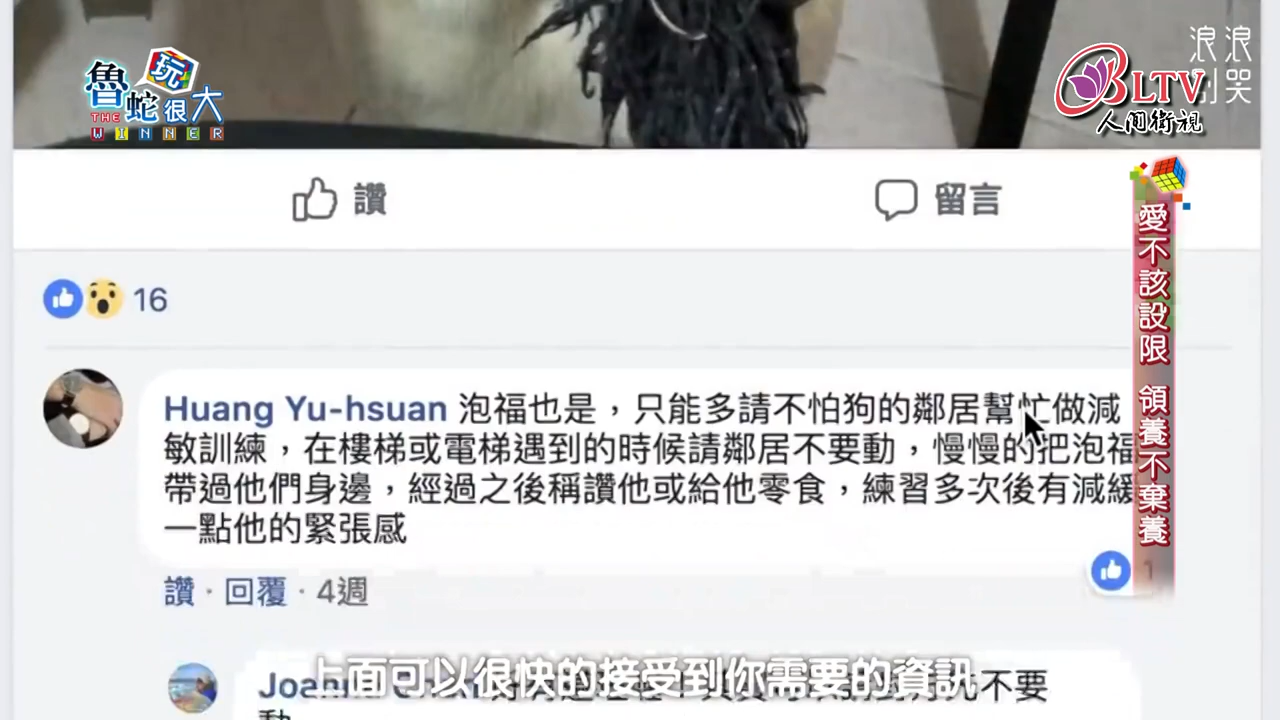 魯蛇玩很大
THE WINNER
浪浪
別哭
BLTV
人間衛視
讚
留言
愛不該設限 領養不棄養
16
Huang Yu-hsuan 泡福也是，只能多請不怕狗的鄰居幫忙做減
敏訓練，在樓梯或電梯遇到的時候請鄰居不要動，慢慢的把泡福
帶過他們身邊，經過之後稱讚他或給他零食，練習多次後有減緩
一點他的緊張感
讚 · 回覆 · 4週
1
不要
上面可以很快的接受到你需要的資訊